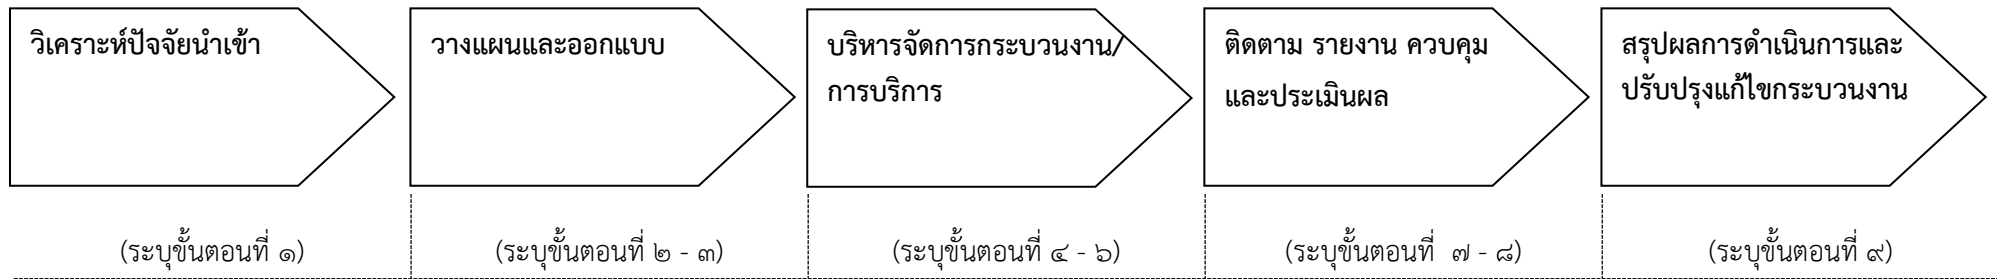 วิเคราะห์ปัจจัยนำเข้า
วางแผนและออกแบบ
บริหารจัดการกระบวนงาน/
การบริการ
ติดตาม รายงาน ควบคุม
และประเมินผล
สรุปผลการดำเนินการและ
ปรับปรุงแก้ไขกระบวนงาน
(ระบุขั้นตอนที่ ๑)
(ระบุขั้นตอนที่ ๒ - ๓)
(ระบุขั้นตอนที่ ๔ - ๖)
(ระบุขั้นตอนที่ ๗ - ๘)
(ระบุขั้นตอนที่ ๙)